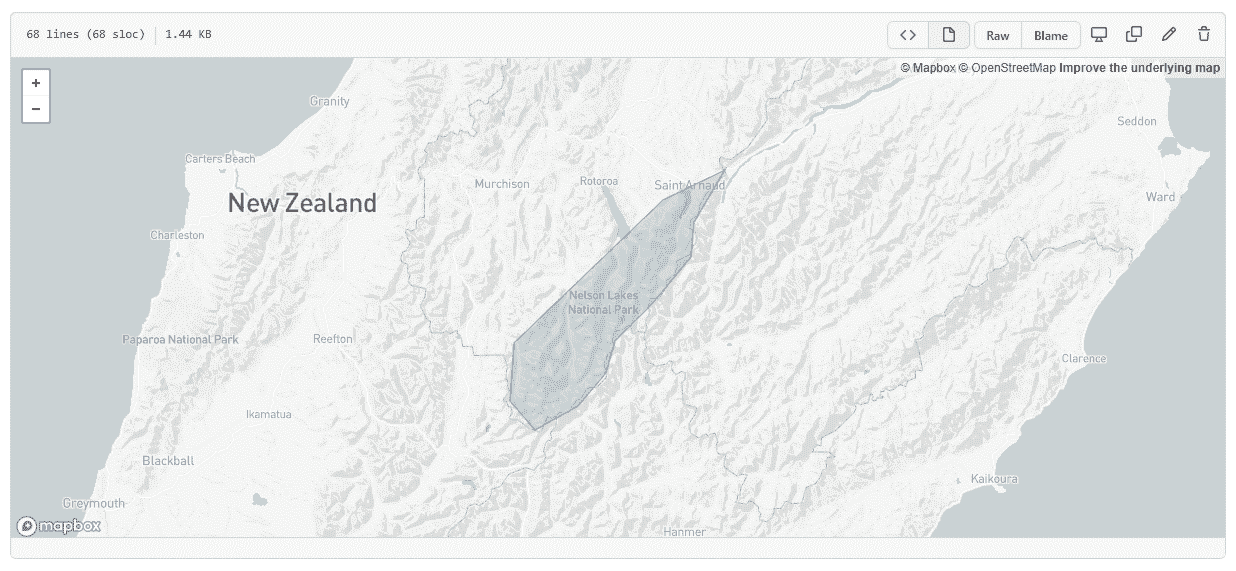 68 lines (68 sloc) 1.44 KB
Raw Blame
+
−
© Mapbox © OpenStreetMap Improve the underlying map
Granity
Seddon
Carters Beach
Murchison
Rotoroa
Saint Arnaud
New Zealand
Ward
Charleston
Nelson Lakes
National Park
Paparoa National Park
Reefton
Clarence
Ikamatua
Blackball
Kaikoura
Greymouth
mapbox
Hanmer